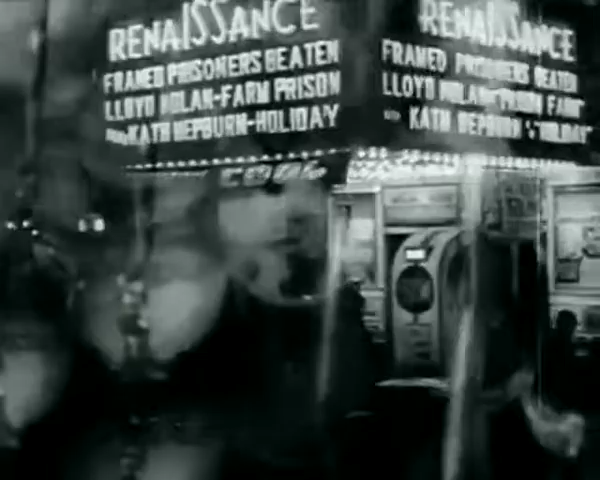 RENAISSANCE
FRAMED PRISONERS BEATEN
LLOYD NOLAN-FARM PRISON
KATH HEPBURN-HOLIDAY
COOL
RENAISSANCE
FRAMED PRISONERS BEATEN
LLOYD NOLAN "PRISON FARM"
KATH HEPBURN "HOLIDAY"